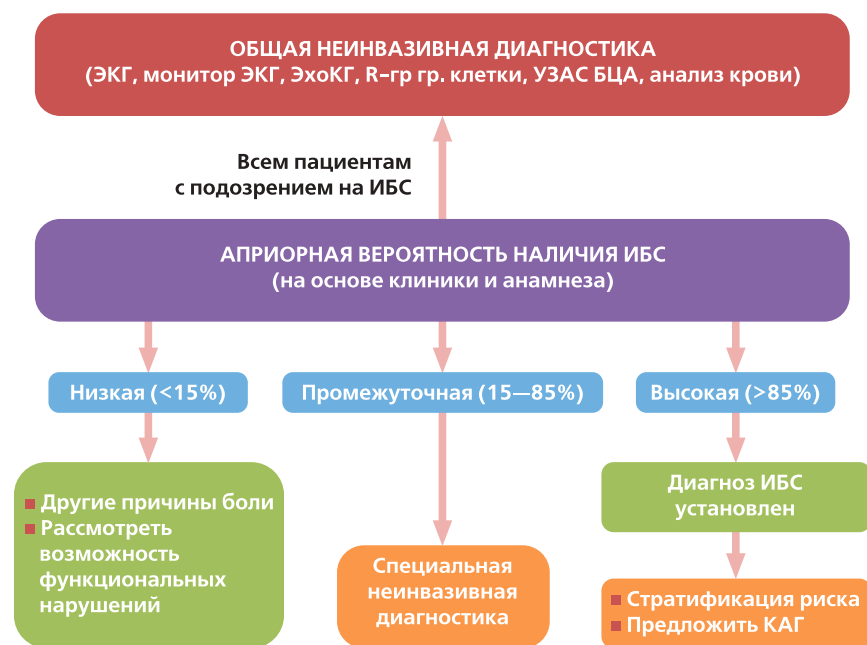 ОБЩАЯ НЕИНВАЗИВНАЯ ДИАГНОСТИКА
(ЭКГ, монитор ЭКГ, ЭхоКГ, R–гр гр. клетки, УЗАС БЦА, анализ крови)
Всем пациентам
с подозрением на ИБС
АПРИОРНАЯ ВЕРОЯТНОСТЬ НАЛИЧИЯ ИБС
(на основе клиники и анамнеза)
Низкая (<15%)
Промежуточная (15—85%)
Высокая (>85%)
Другие причины боли
Рассмотреть
возможность
функциональных
нарушений
Специальная
неинвазивная
диагностика
Диагноз ИБС
установлен
Стратификация риска
Предложить КАГ